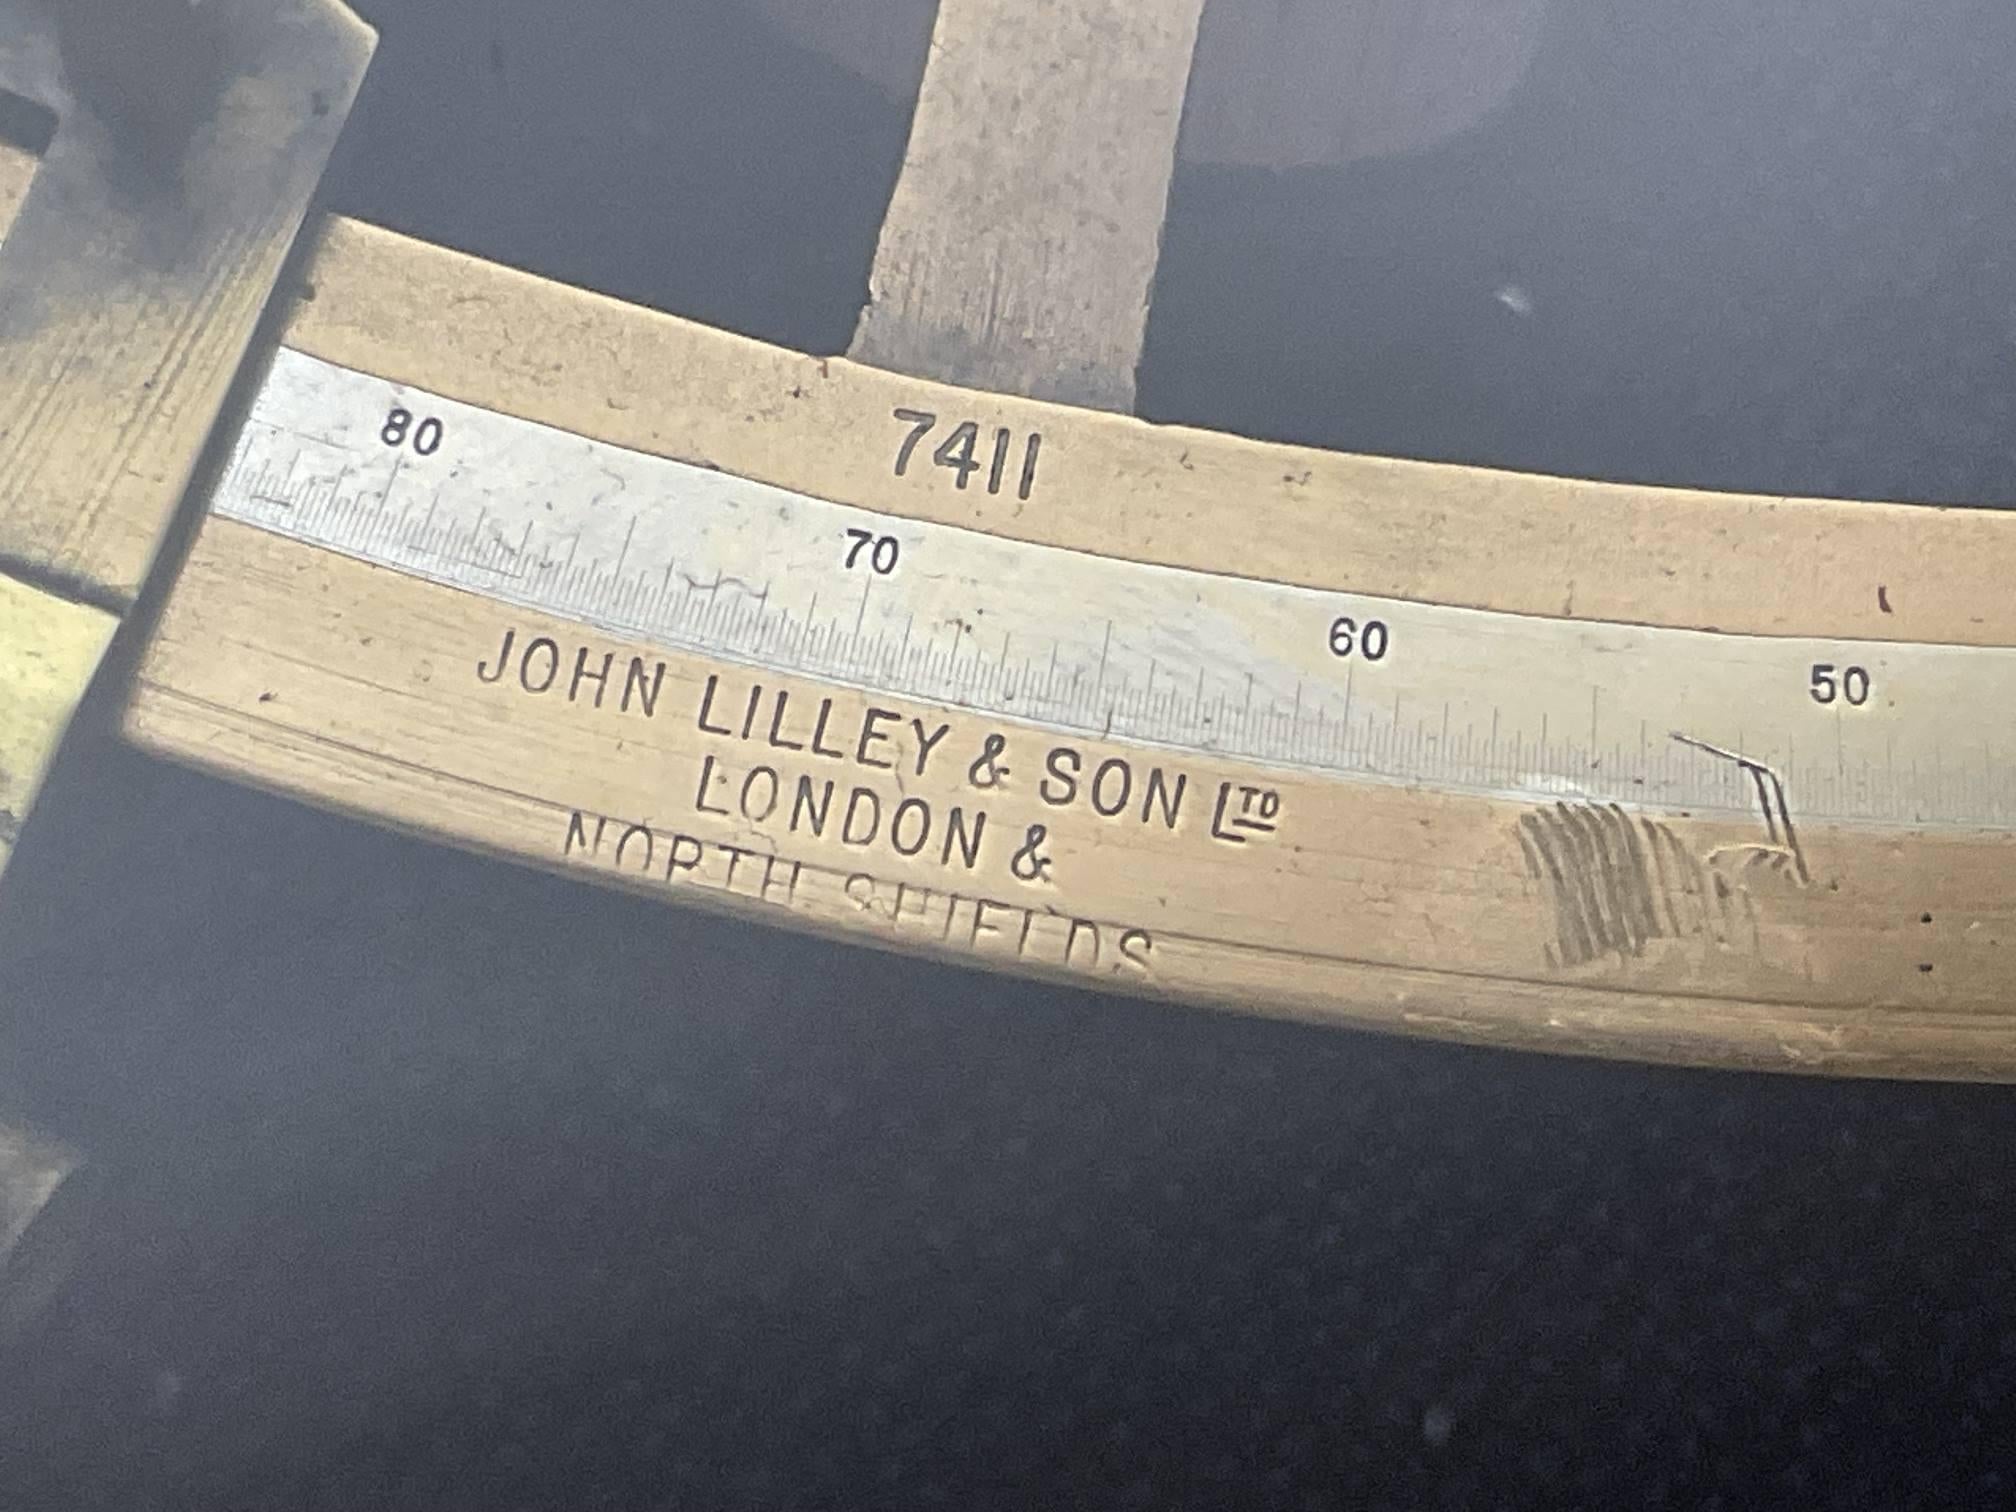 7411
80 70 60 50
JOHN LILLEY & SON LTD
LONDON &
NORTH SHIELDS